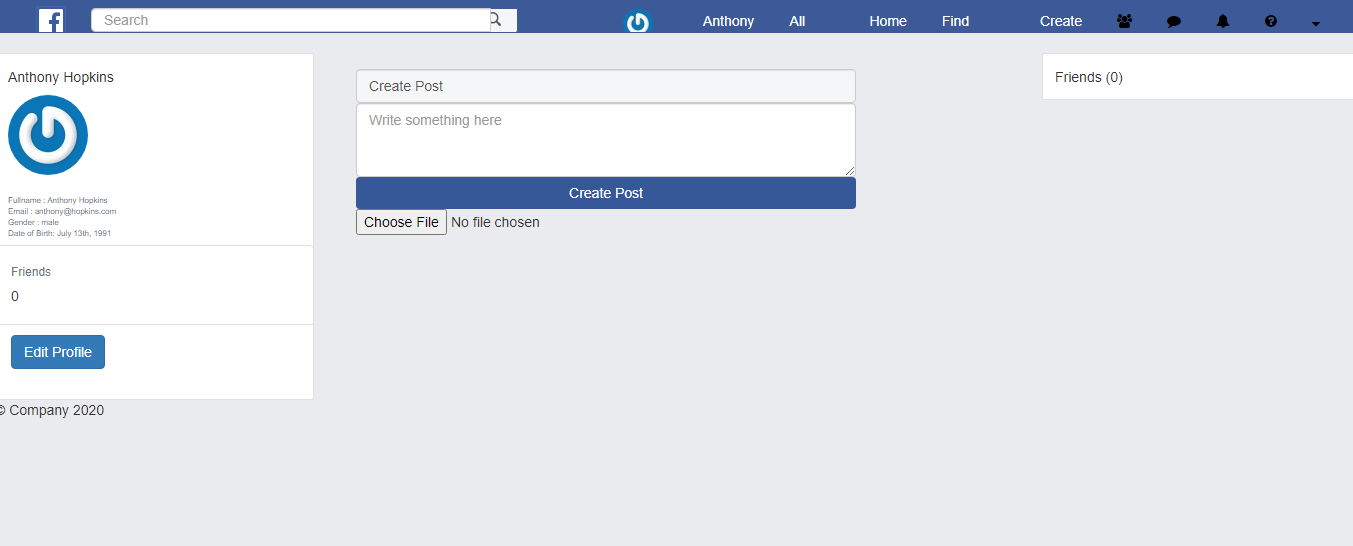 f Search Anthony All Home Find Create
Anthony Hopkins
Fullname : Anthony Hopkins
Email : anthony@hopkins.com
Gender : male
Date of Birth: July 13th, 1991
Friends
0
Edit Profile
© Company 2020
Create Post
Write something here
Create Post
Choose File No file chosen
Friends (0)